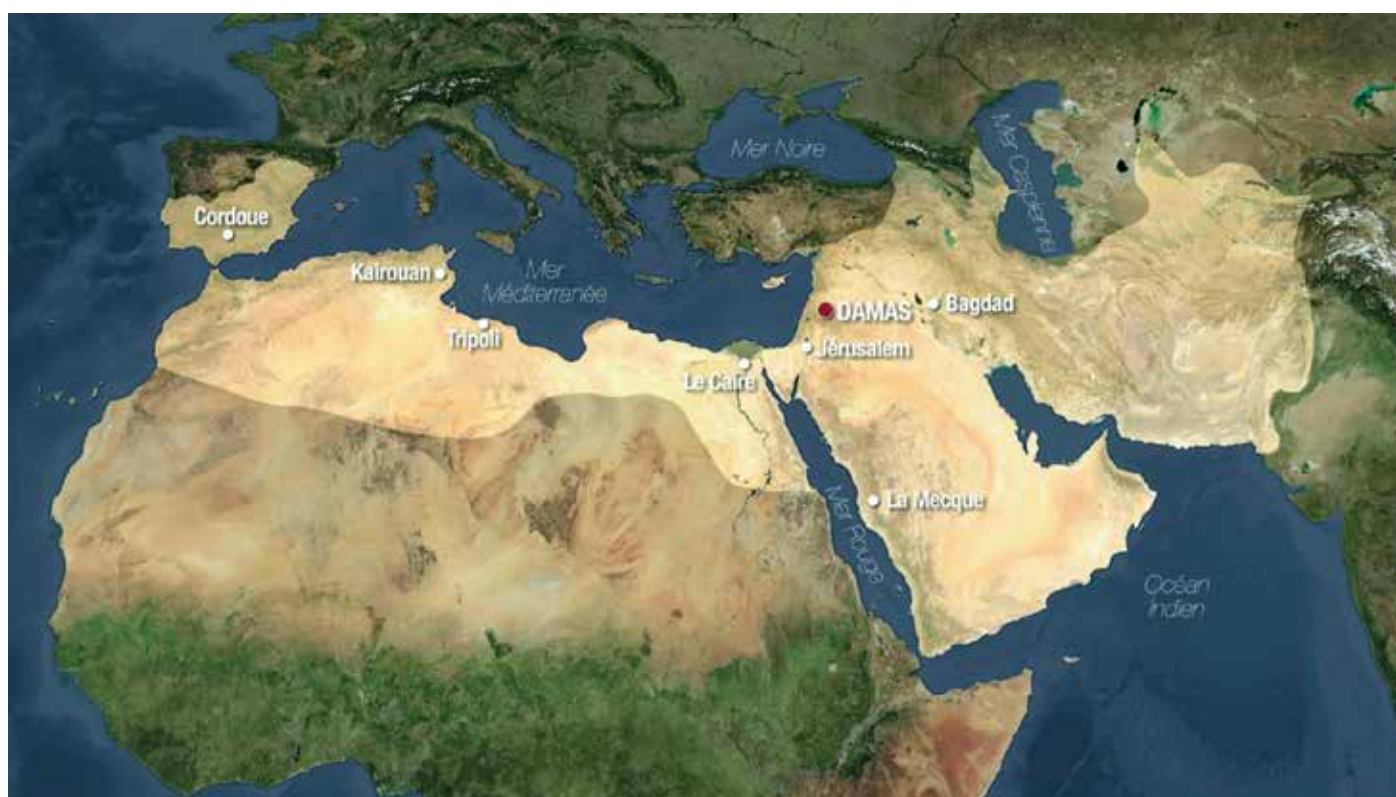 Mer Noire
Mer Caspienne
Cordoue
Kairouan
Mer
Méditerranée
Tripoli
DAMAS
Bagdad
Jérusalem
Le Caire
La Mecque
Mer Rouge
Océan
Indien